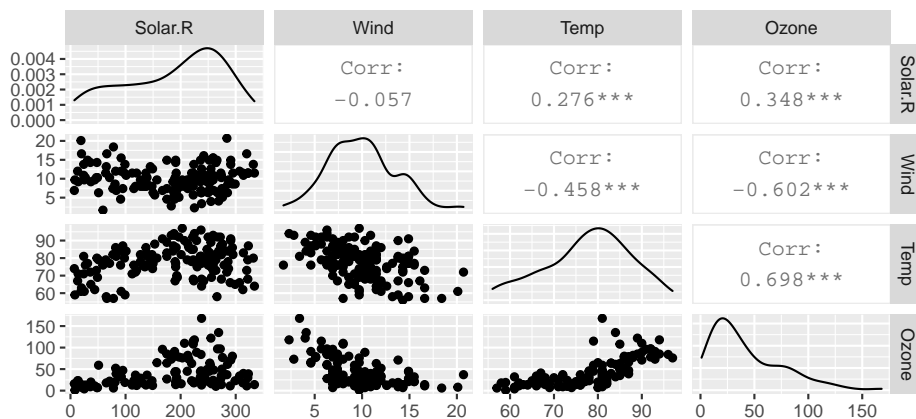 Solar.R Wind Temp Ozone
0.004
0.003
0.002
0.001
0.000
Corr:
-0.057
Corr:
0.276***
Corr:
0.348***
Solar.R
20
15
10
5
Corr:
-0.458***
Corr:
-0.602***
Wind
90
80
70
60
Corr:
0.698***
Temp
150
100
50
0
Ozone
0 100 200 300 5 10 15 20 60 70 80 90 0 50 100 150